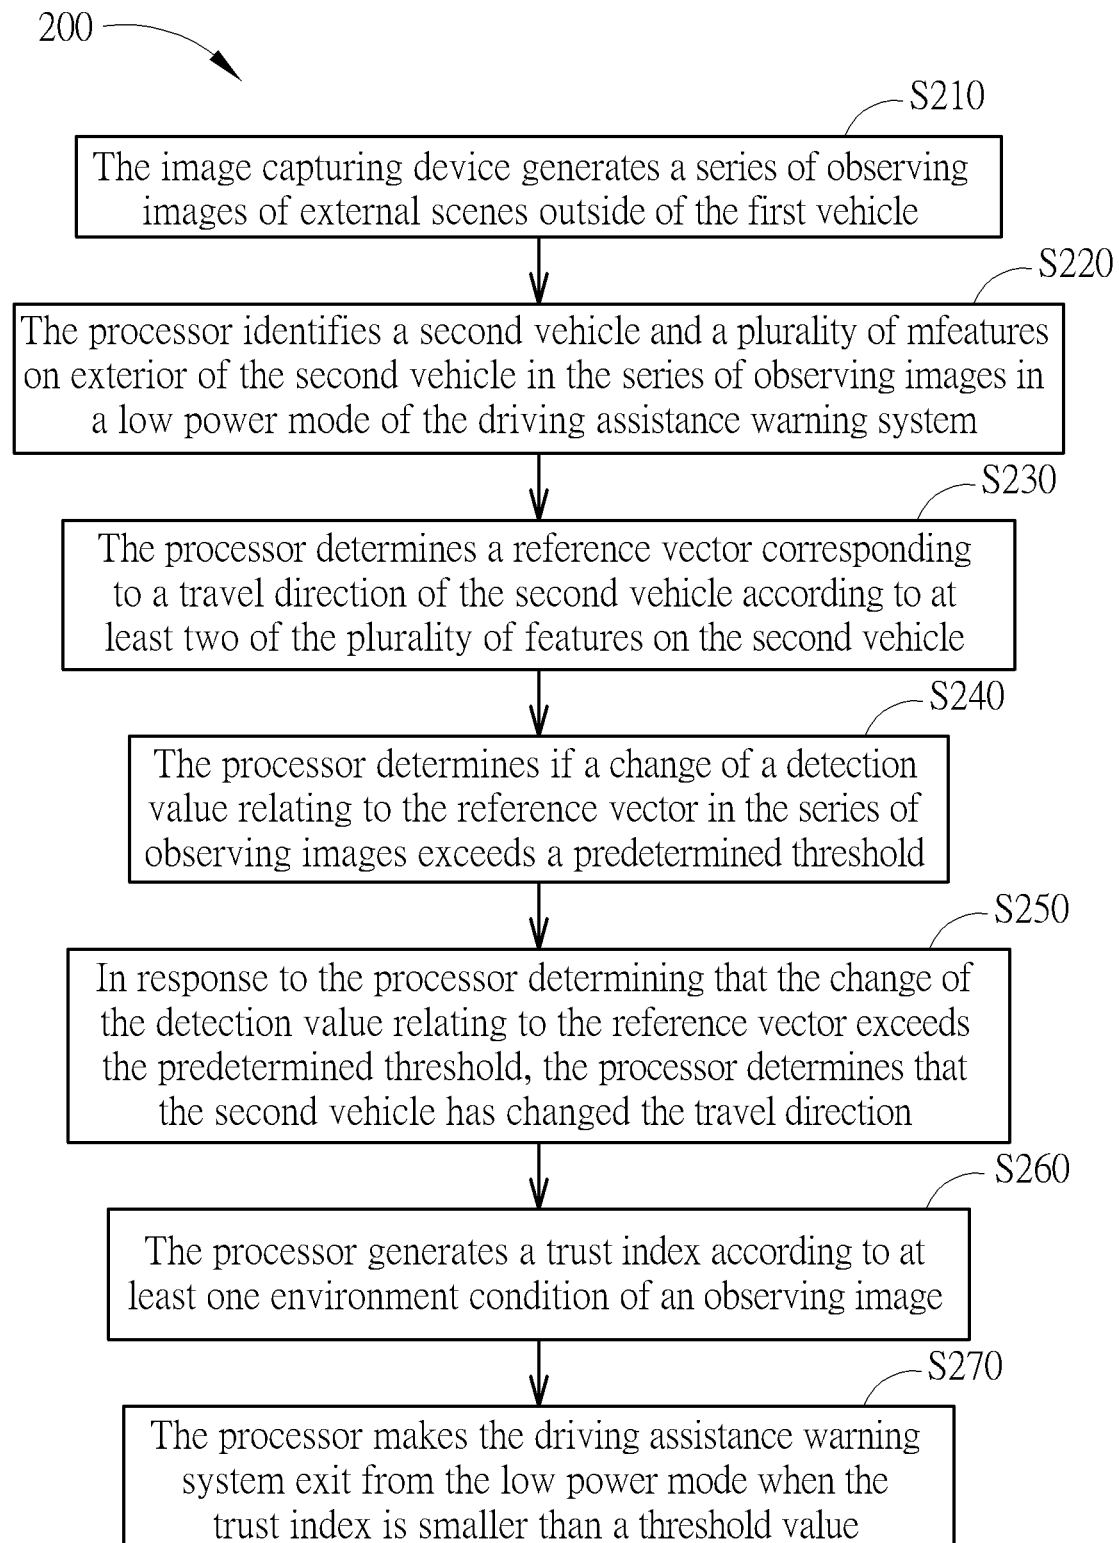 200
S210
The image capturing device generates a series of observing
images of external scenes outside of the first vehicle
S220
The processor identifies a second vehicle and a plurality of mfeatures
on exterior of the second vehicle in the series of observing images in
a low power mode of the driving assistance warning system
S230
The processor determines a reference vector corresponding
to a travel direction of the second vehicle according to at
least two of the plurality of features on the second vehicle
S240
The processor determines if a change of a detection
value relating to the reference vector in the series of
observing images exceeds a predetermined threshold
S250
In response to the processor determining that the change of
the detection value relating to the reference vector exceeds
the predetermined threshold, the processor determines that
the second vehicle has changed the travel direction
S260
The processor generates a trust index according to at
least one environment condition of an observing image
S270
The processor makes the driving assistance warning
system exit from the low power mode when the
trust index is smaller than a threshold value